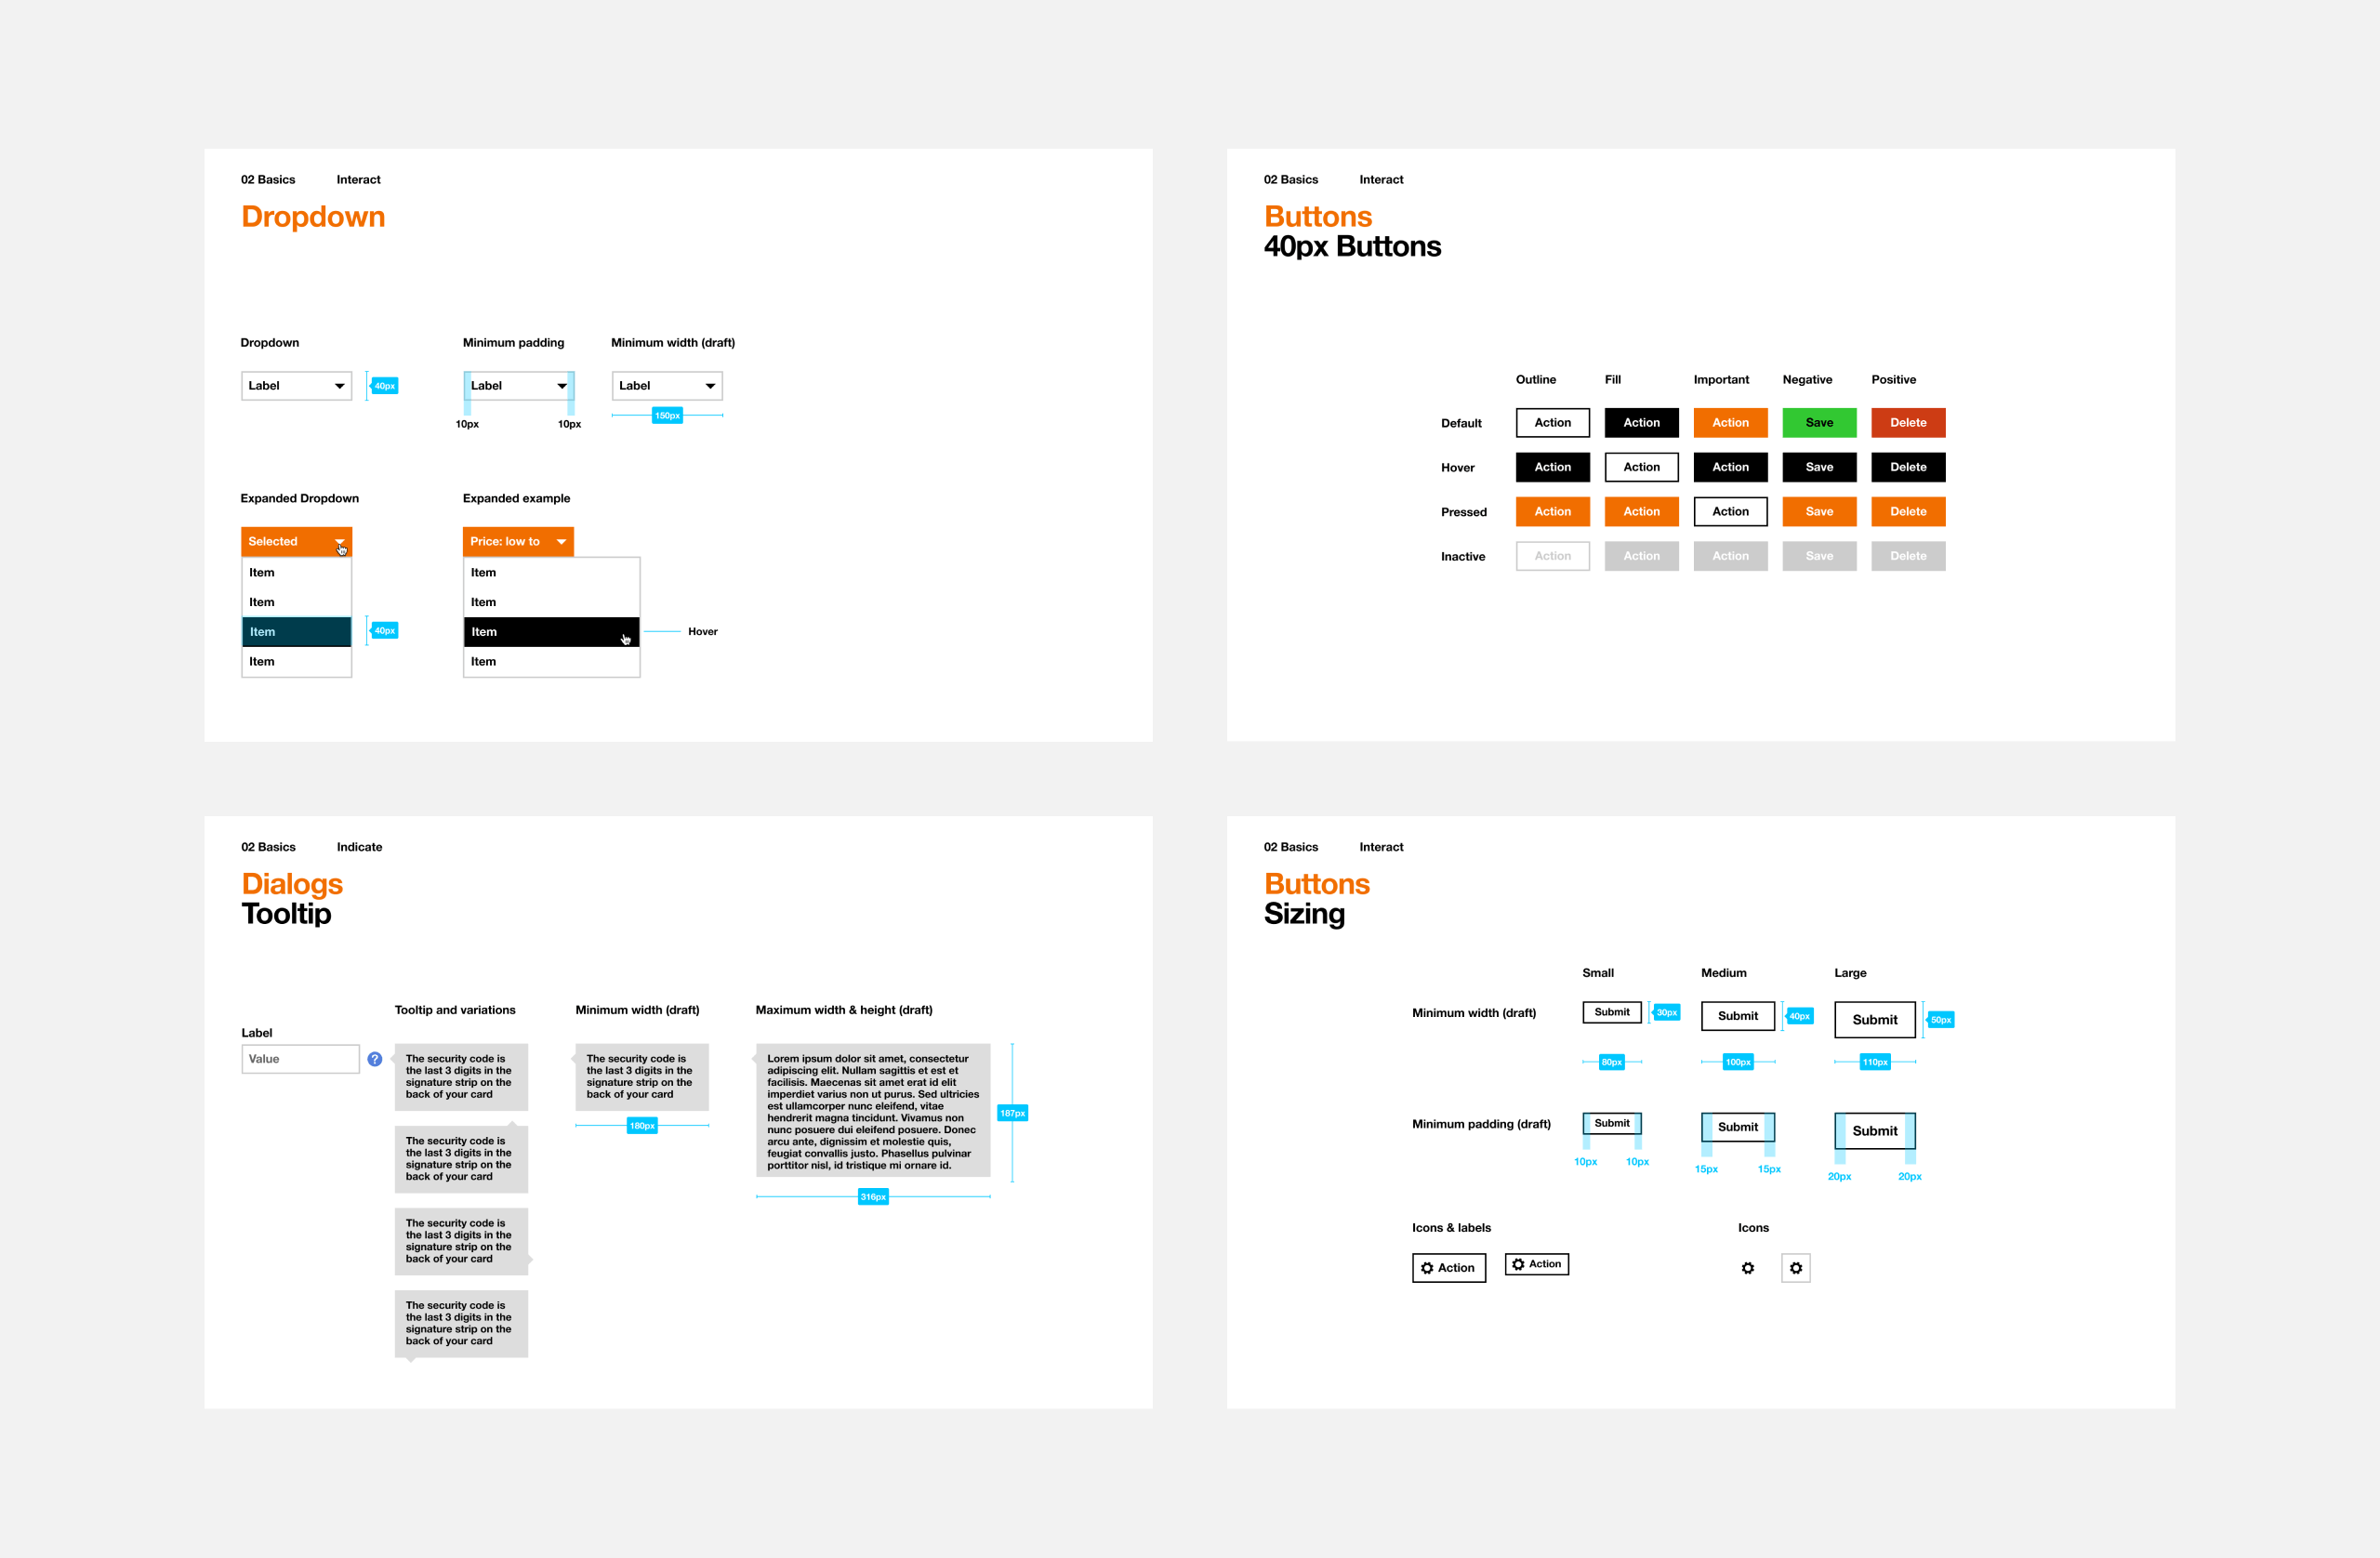 02 Basics Interact
Dropdown
Dropdown Minimum padding Minimum width (draft)
Label 40px Label Label
10px 10px 150px
Expanded Dropdown Expanded example
Selected Price: low to
Item Item
Item Item
Item 40px Item Hover
Item Item
02 Basics Interact
Buttons
40px Buttons
Outline Fill Important Negative Positive
Default Action Action Action Save Delete
Hover Action Action Action Save Delete
Pressed Action Action Action Save Delete
Inactive Action Action Action Save Delete
02 Basics Indicate
Dialogs
Tooltip
Label
Value ?
Tooltip and variations
The security code is
the last 3 digits in the
signature strip on the
back of your card
The security code is
the last 3 digits in the
signature strip on the
back of your card
The security code is
the last 3 digits in the
signature strip on the
back of your card
The security code is
the last 3 digits in the
signature strip on the
back of your card
Minimum width (draft)
The security code is
the last 3 digits in the
signature strip on the
back of your card
180px
Maximum width & height (draft)
Lorem ipsum dolor sit amet, consectetur
adipiscing elit. Nullam sagittis et est et
facilisis. Maecenas sit amet erat id elit
imperdiet varius non ut purus. Sed ultricies
est ullamcorper nunc eleifend, vitae
hendrerit magna tincidunt. Vivamus non
nunc posuere dui eleifend posuere. Donec
arcu ante, dignissim et molestie quis,
feugiat convallis justo. Phasellus pulvinar
porttitor nisl, id tristique mi ornare id.
187px
316px
02 Basics Interact
Buttons
Sizing
Small Medium Large
Minimum width (draft) Submit 30px Submit 40px Submit 50px
80px 100px 110px
Minimum padding (draft) Submit Submit Submit
10px 10px 15px 15px 20px 20px
Icons & labels Icons
Action Action